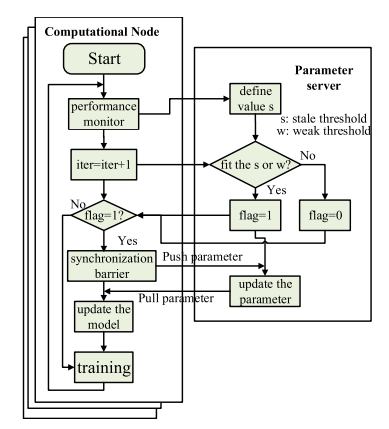 Computational Node
Start
performance
monitor
iter=iter+1
No
flag=1?
Yes
synchronization
barrier
update the
model
training
Push parameter
Pull parameter
Parameter
server
define
value s
s: stale threshold
w: weak threshold
fit the s or w?
No
Yes
flag=1
flag=0
update the
parameter